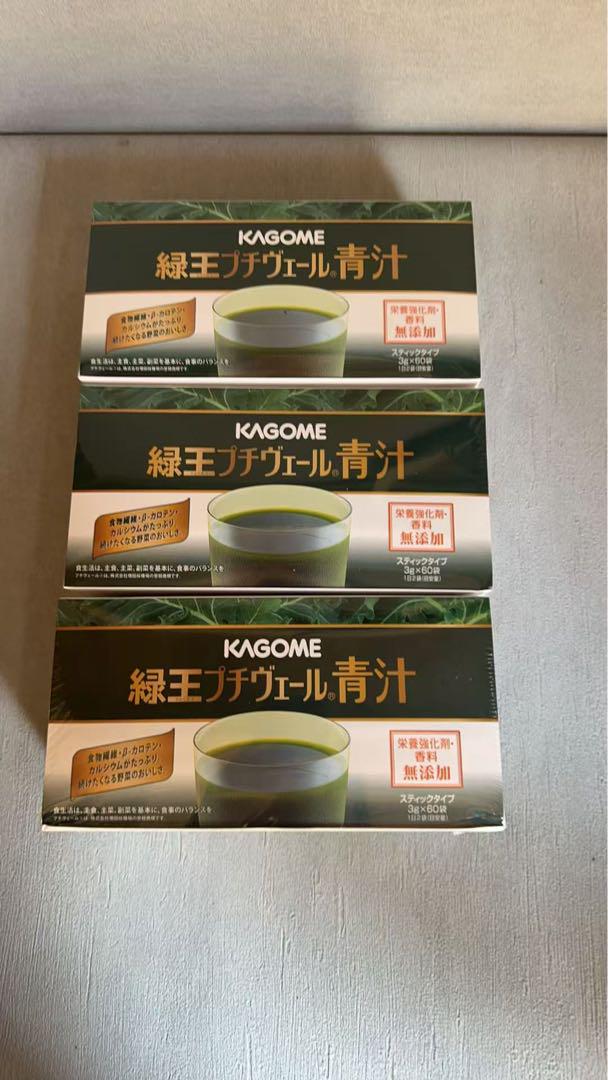 KAGOME
緑王プチヴェール®青汁
食物繊維・β-カロテン・
カルシウムがたっぷり
続けたくなる野菜のおいしさ
栄養強化剤・
香料
無添加
食生活は、主食、主菜、副菜を基本に、食事のバランスを
スティックタイプ
3g×60袋
1日2袋(目安量)
KAGOME
緑王プチヴェール®青汁
食物繊維・β-カロテン・
カルシウムがたっぷり
続けたくなる野菜のおいしさ
栄養強化剤・
香料
無添加
食生活は、主食、主菜、副菜を基本に、食事のバランスを
スティックタイプ
3g×60袋
1日2袋(目安量)
KAGOME
緑王プチヴェール®青汁
食物繊維・β-カロテン・
カルシウムがたっぷり
続けたくなる野菜のおいしさ
栄養強化剤・
香料
無添加
食生活は、主食、主菜、副菜を基本に、食事のバランスを
スティックタイプ
3g×60袋
1日2袋(目安量)